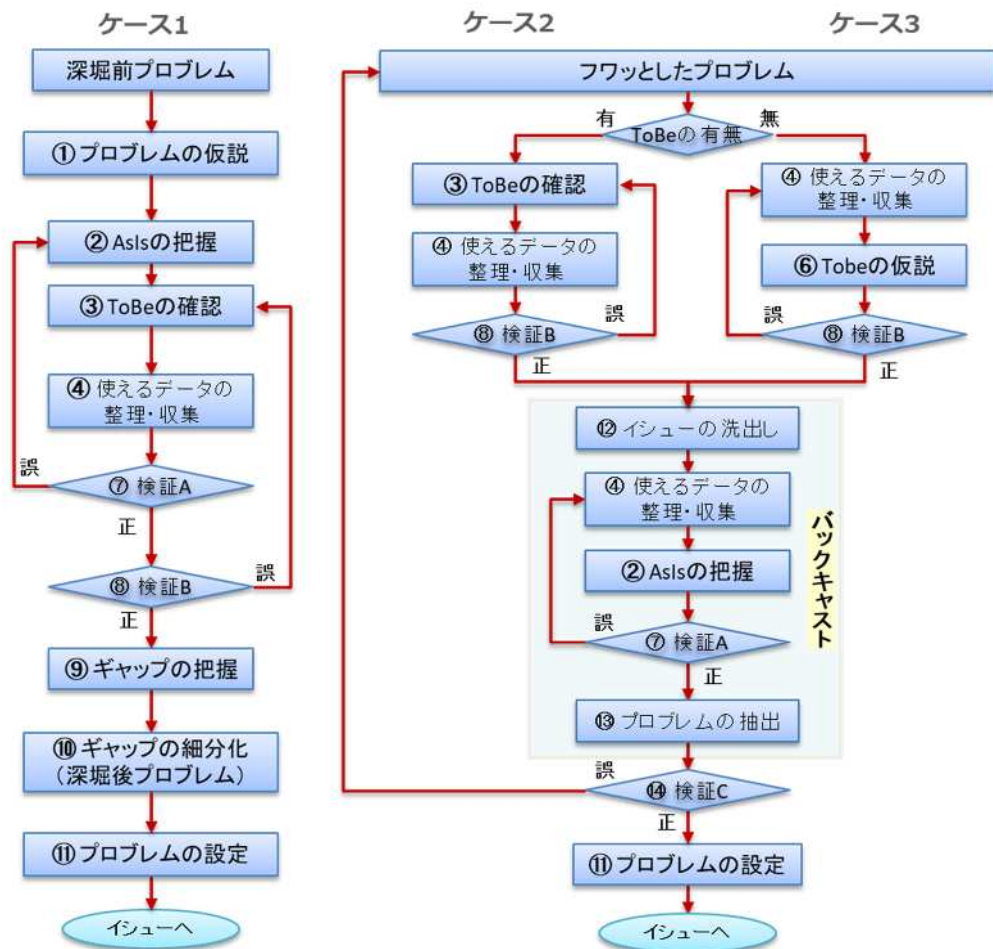 ケース1
深堀前プロブレム
①プロブレムの仮説
②AsIsの把握
③ToBeの確認
④使えるデータの
整理・収集
⑦検証A
誤
正
⑧検証B
誤
正
⑨ギャップの把握
⑩ギャップの細分化
(深堀後プロブレム)
⑪プロブレムの設定
イシューへ
ケース2
ケース3
フワッとしたプロブレム
ToBeの有無
有
無
③ToBeの確認
④使えるデータの
整理・収集
⑧検証B
誤
正
④使えるデータの
整理・収集
⑥Tobeの仮説
⑧検証B
誤
正
⑫イシューの洗出し
④使えるデータの
整理・収集
②AsIsの把握
⑦検証A
誤
正
⑬プロブレムの抽出
バックキャスト
⑭検証C
誤
正
⑪プロブレムの設定
イシューへ